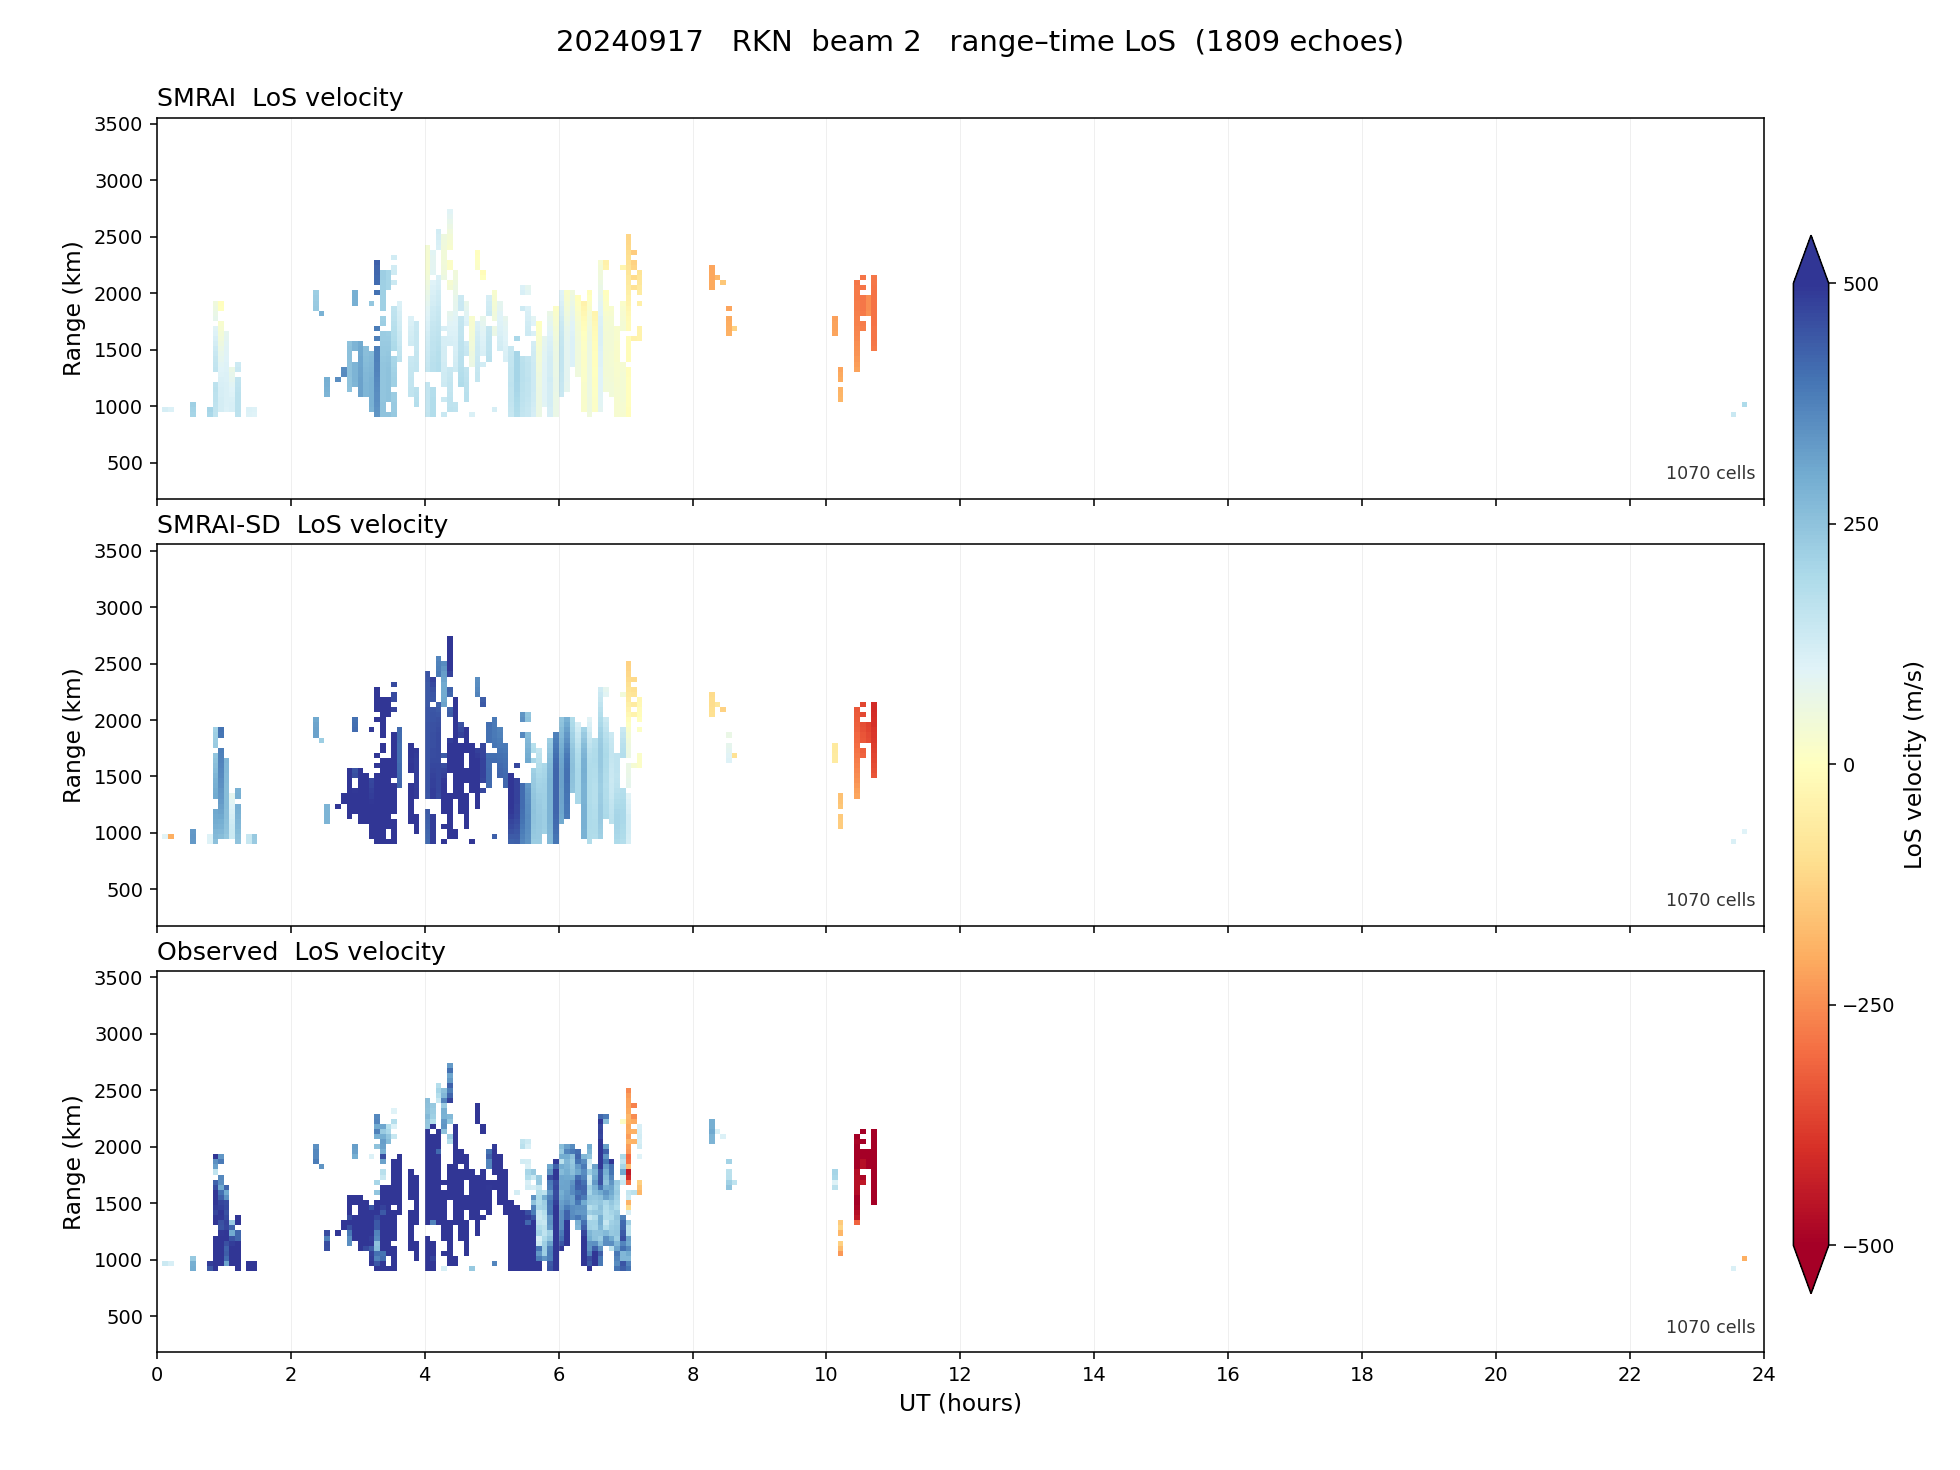 20240917   RKN  beam 2   range–time LoS  (1809 echoes)
SMRAI  LoS velocity
3500
3000
2500
2000
1500
1000
500
Range (km)
1070 cells
SMRAI-SD  LoS velocity
3500
3000
2500
2000
1500
1000
500
Range (km)
1070 cells
Observed  LoS velocity
3500
3000
2500
2000
1500
1000
500
Range (km)
1070 cells
0 2 4 6 8 10 12 14 16 18 20 22 24
UT (hours)
500
250
0
−250
−500
LoS velocity (m/s)